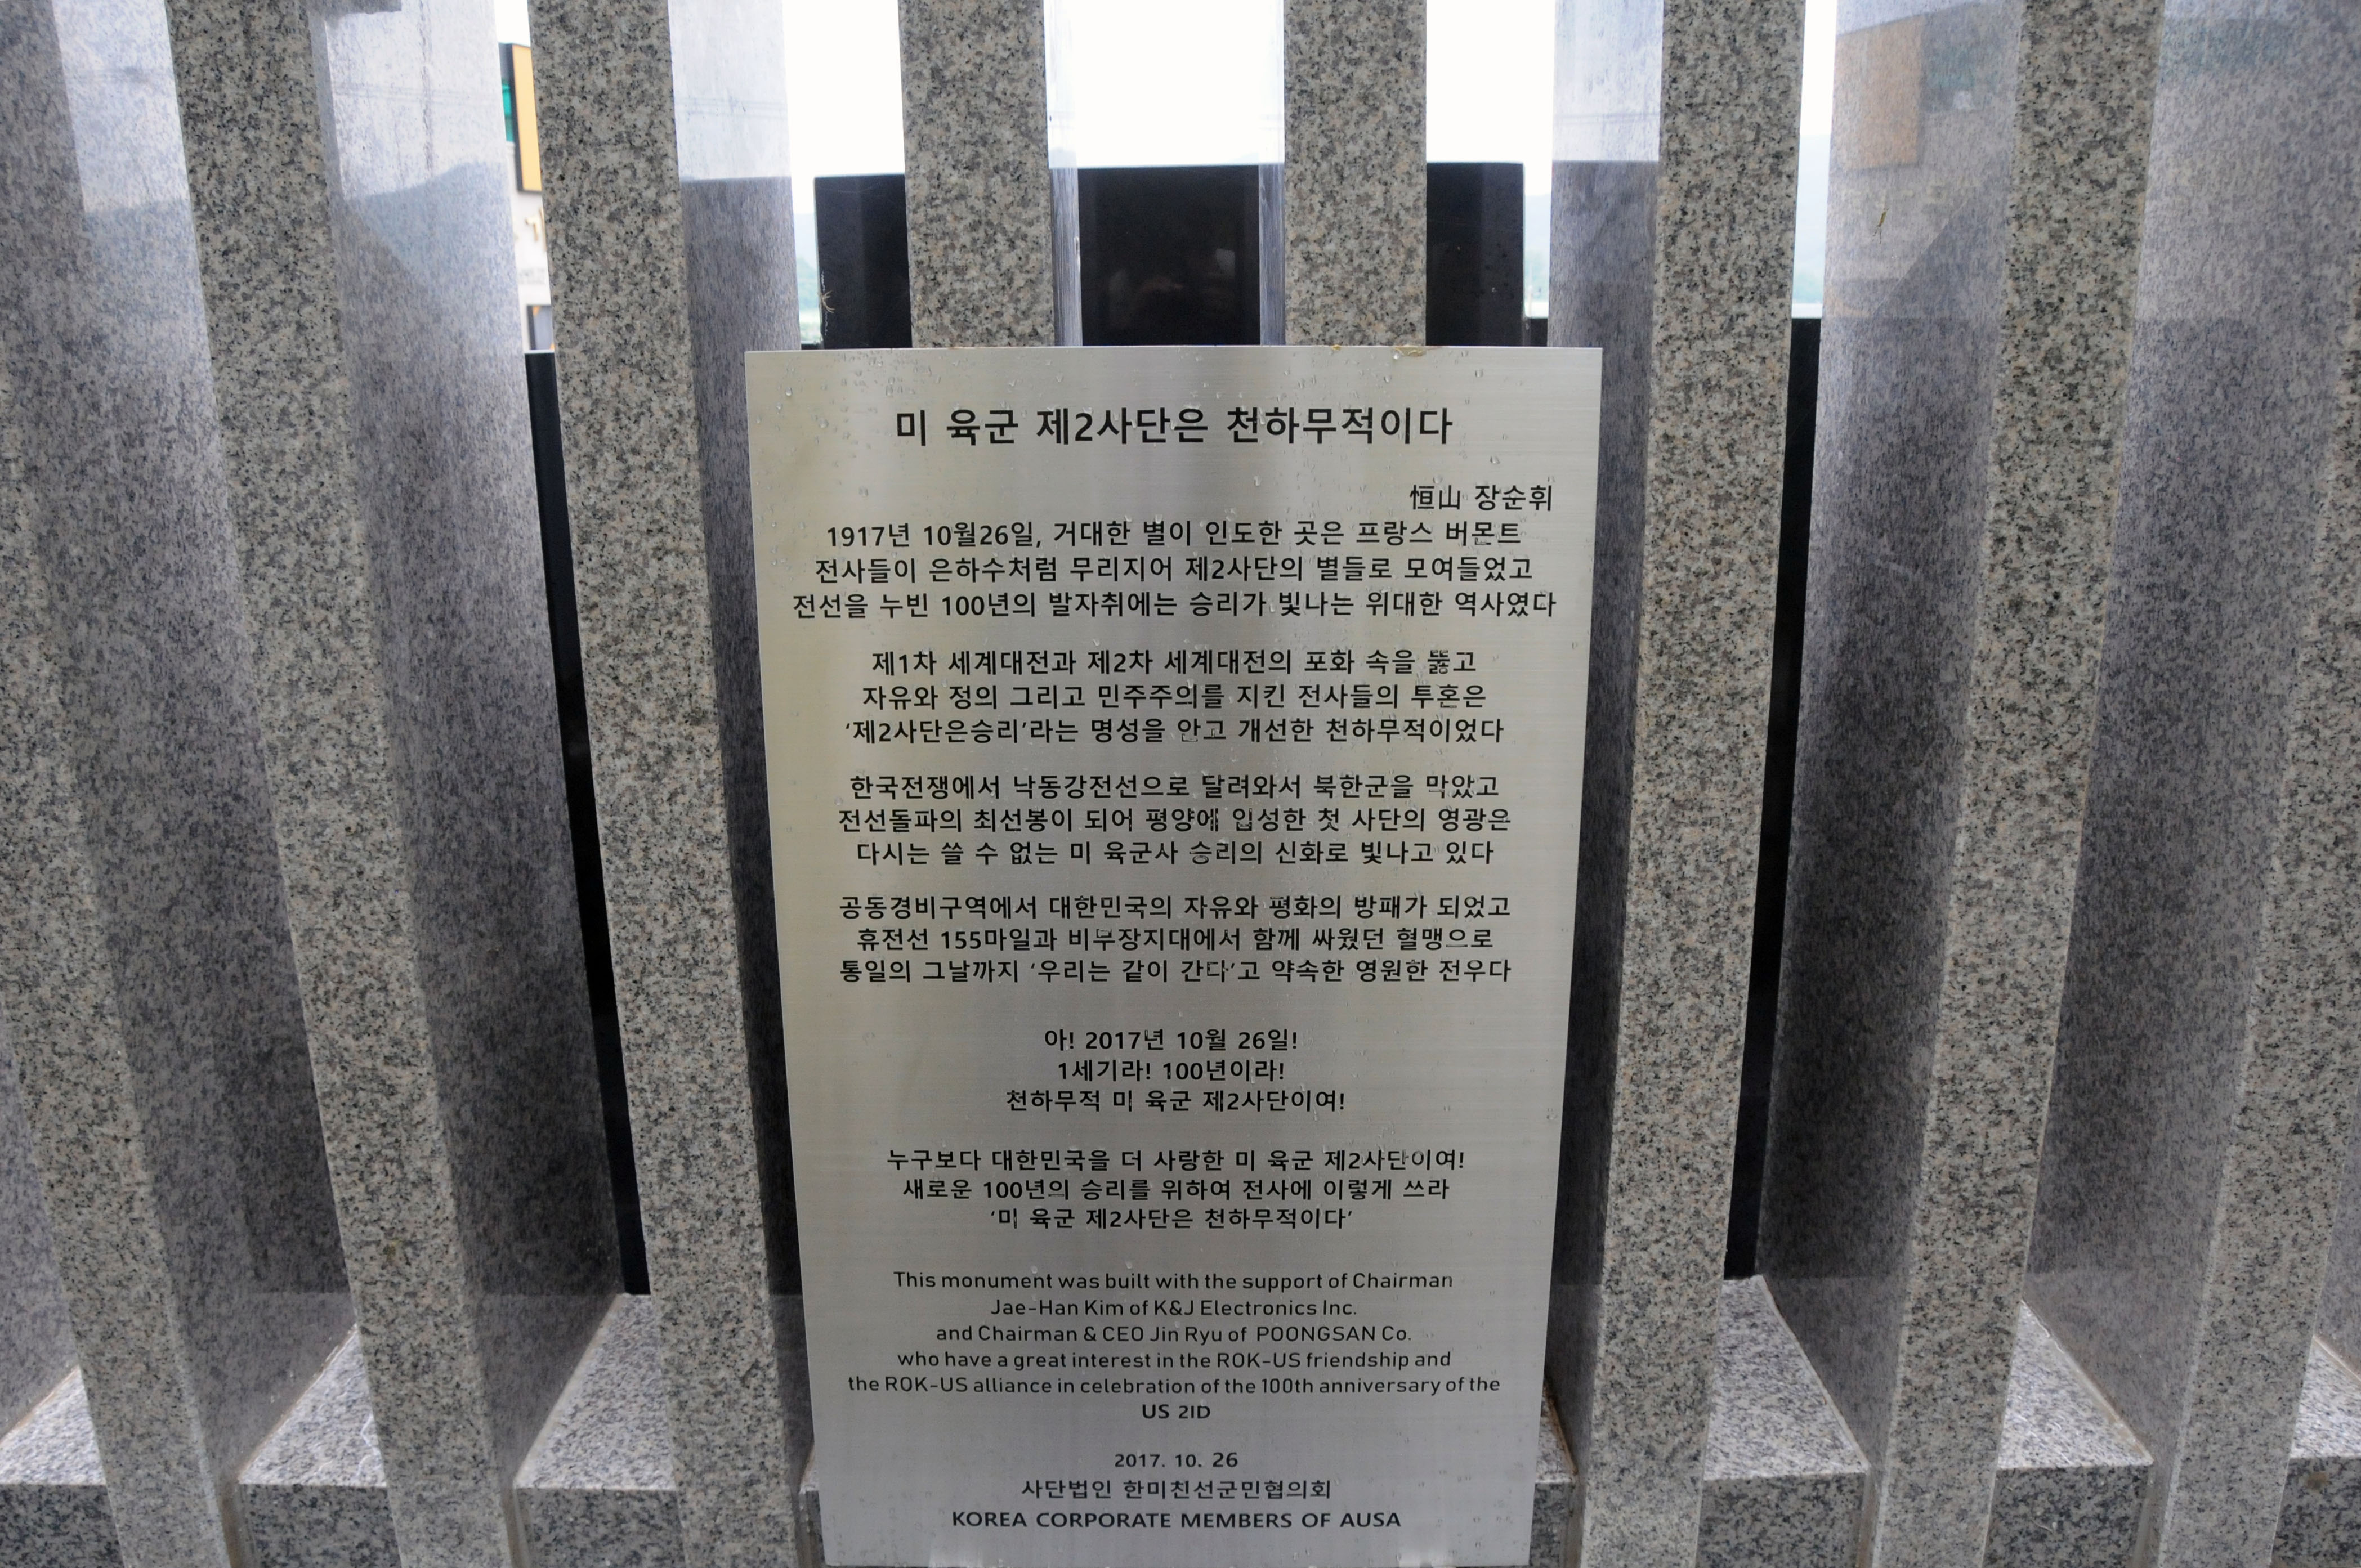 미 육군 제2사단은 천하무적이다
恒山 장순휘
1917년 10월26일, 거대한 별이 인도한 곳은 프랑스 버몬트
전사들이 은하수처럼 무리지어 제2사단의 별들로 모여들었고
전선을 누빈 100년의 발자취에는 승리가 빛나는 위대한 역사였다
제1차 세계대전과 제2차 세계대전의 포화 속을 뚫고
자유와 정의 그리고 민주주의를 지킨 전사들의 투혼은
‘제2사단은승리’라는 명성을 안고 개선한 천하무적이었다
한국전쟁에서 낙동강전선으로 달려와서 북한군을 막았고
전선돌파의 최선봉이 되어 평양에 입성한 첫 사단의 영광은
다시는 쓸 수 없는 미 육군사 승리의 신화로 빛나고 있다
공동경비구역에서 대한민국의 자유와 평화의 방패가 되었고
휴전선 155마일과 비무장지대에서 함께 싸웠던 혈맹으로
통일의 그날까지 ‘우리는 같이 간다’고 약속한 영원한 전우다
아! 2017년 10월 26일!
1세기라! 100년이라!
천하무적 미 육군 제2사단이여!
누구보다 대한민국을 더 사랑한 미 육군 제2사단이여!
새로운 100년의 승리를 위하여 전사에 이렇게 쓰라
‘미 육군 제2사단은 천하무적이다’
This monument was built with the support of Chairman
Jae-Han Kim of K&J Electronics Inc.
and Chairman & CEO Jin Ryu of POONGSAN Co.
who have a great interest in the ROK-US friendship and
the ROK-US alliance in celebration of the 100th anniversary of the
US 2ID
2017. 10. 26
사단법인 한미친선군민협의회
KOREA CORPORATE MEMBERS OF AUSA